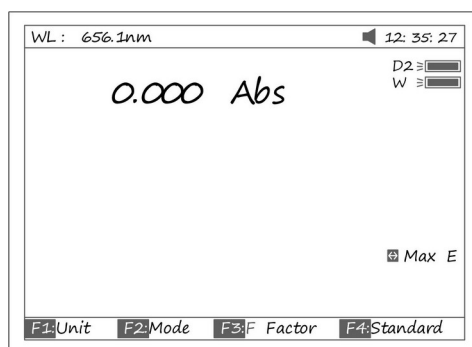 WL: 656.1nm 12:35:27
D2
W
0.000 Abs
Max E
F1:Unit F2:Mode F3:F Factor F4:Standard